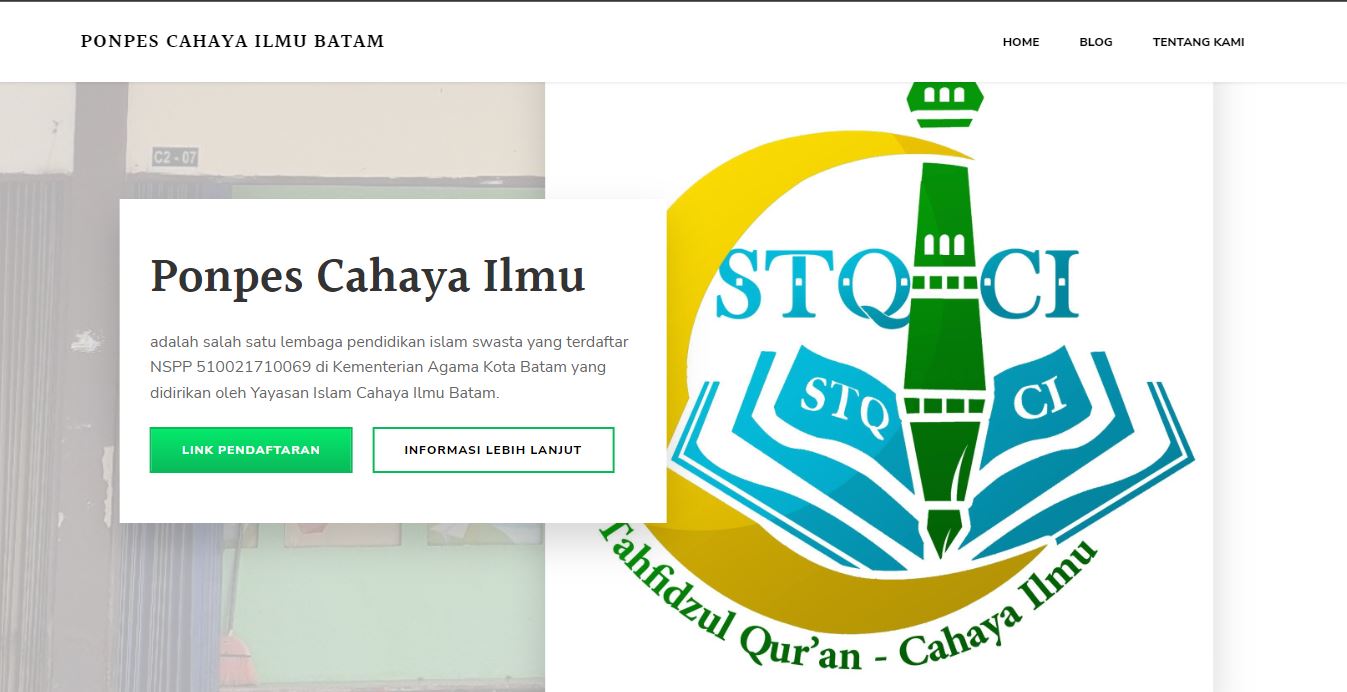 PONPES CAHAYA ILMU BATAM
HOME
BLOG
TENTANG KAMI
C2 - 07
Ponpes Cahaya Ilmu
adalah salah satu lembaga pendidikan islam swasta yang terdaftar
NSPP 510021710069 di Kementerian Agama Kota Batam yang
didirikan oleh Yayasan Islam Cahaya Ilmu Batam.
LINK PENDAFTARAN
INFORMASI LEBIH LANJUT
STQ CI
STQ
CI
Tahfidzul Qur'an - Cahaya Ilmu